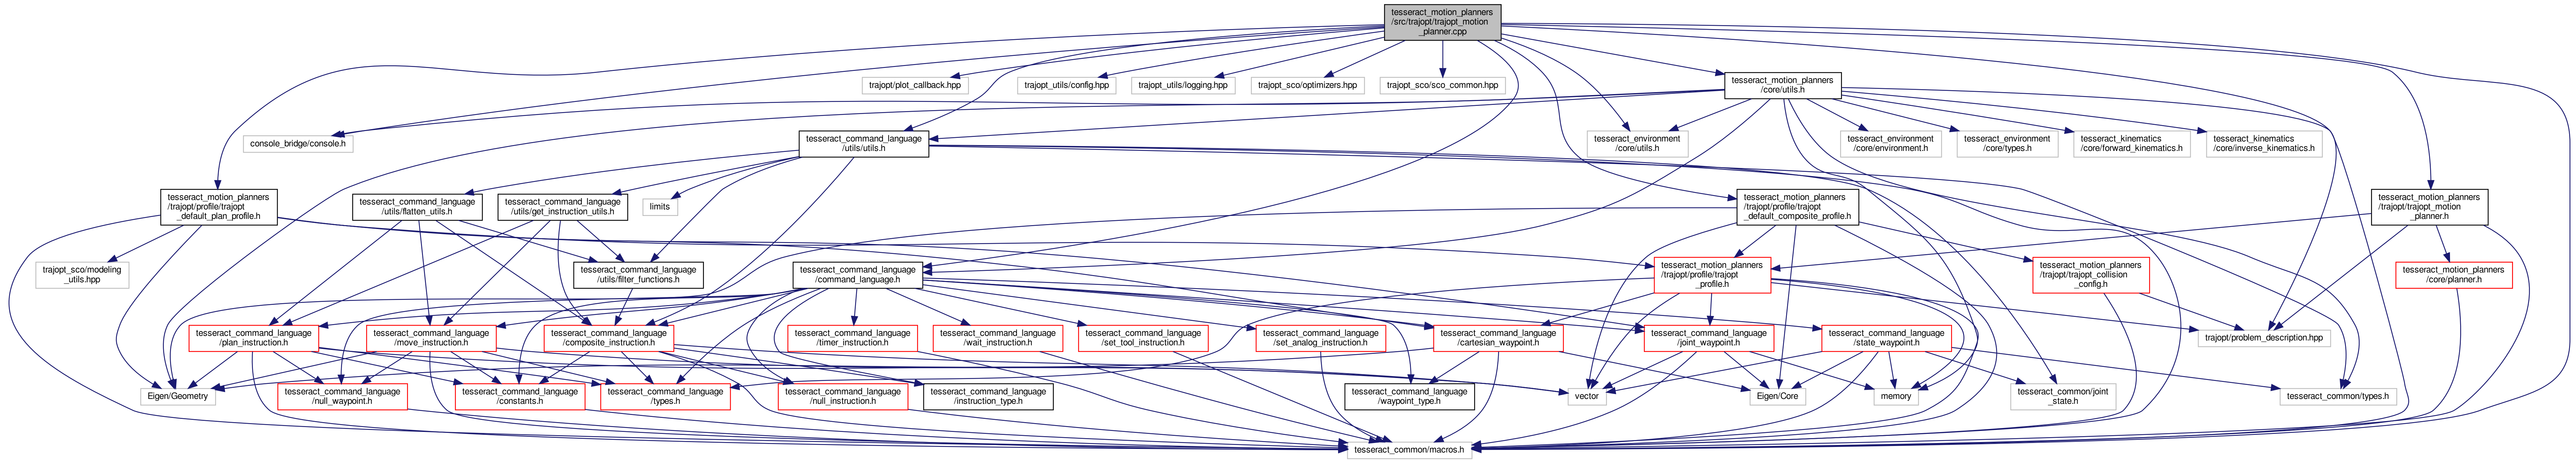 tesseract_motion_planners
/src/trajopt/trajopt_motion
_planner.cpp
trajopt/plot_callback.hpp
trajopt_utils/config.hpp
trajopt_utils/logging.hpp
trajopt_sco/optimizers.hpp
trajopt_sco/sco_common.hpp
tesseract_motion_planners
/core/utils.h
console_bridge/console.h
tesseract_command_language
/utils/utils.h
tesseract_environment
/core/utils.h
tesseract_environment
/core/environment.h
tesseract_environment
/core/types.h
tesseract_kinematics
/core/forward_kinematics.h
tesseract_kinematics
/core/inverse_kinematics.h
tesseract_motion_planners
/trajopt/profile/trajopt
_default_plan_profile.h
tesseract_command_language
/utils/flatten_utils.h
tesseract_command_language
/utils/get_instruction_utils.h
limits
tesseract_motion_planners
/trajopt/profile/trajopt
_default_composite_profile.h
tesseract_motion_planners
/trajopt/trajopt_motion
_planner.h
trajopt_sco/modeling
_utils.hpp
tesseract_command_language
/utils/filter_functions.h
tesseract_command_language
/command_language.h
tesseract_motion_planners
/trajopt/profile/trajopt
_profile.h
tesseract_motion_planners
/trajopt/trajopt_collision
_config.h
tesseract_motion_planners
/core/planner.h
tesseract_command_language
/plan_instruction.h
tesseract_command_language
/move_instruction.h
tesseract_command_language
/composite_instruction.h
tesseract_command_language
/timer_instruction.h
tesseract_command_language
/wait_instruction.h
tesseract_command_language
/set_tool_instruction.h
tesseract_command_language
/set_analog_instruction.h
tesseract_command_language
/cartesian_waypoint.h
tesseract_command_language
/joint_waypoint.h
tesseract_command_language
/state_waypoint.h
trajopt/problem_description.hpp
Eigen/Geometry
tesseract_command_language
/null_waypoint.h
tesseract_command_language
/constants.h
tesseract_command_language
/types.h
tesseract_command_language
/null_instruction.h
tesseract_command_language
/instruction_type.h
vector
tesseract_command_language
/waypoint_type.h
Eigen/Core
memory
tesseract_common/joint
_state.h
tesseract_common/types.h
tesseract_common/macros.h